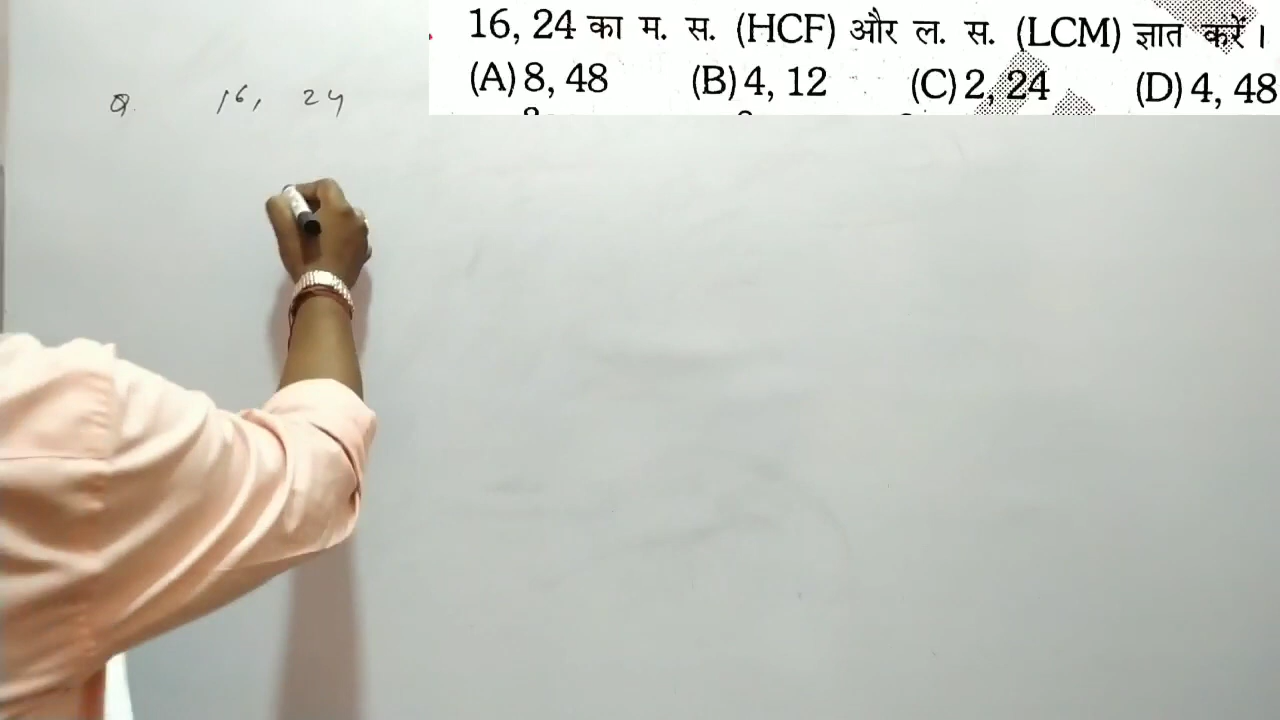 16, 24 का म. स. (HCF) और ल. स. (LCM) ज्ञात करें ।
(A) 8, 48 (B) 4, 12 (C) 2, 24 (D) 4, 48
Q. 16, 24